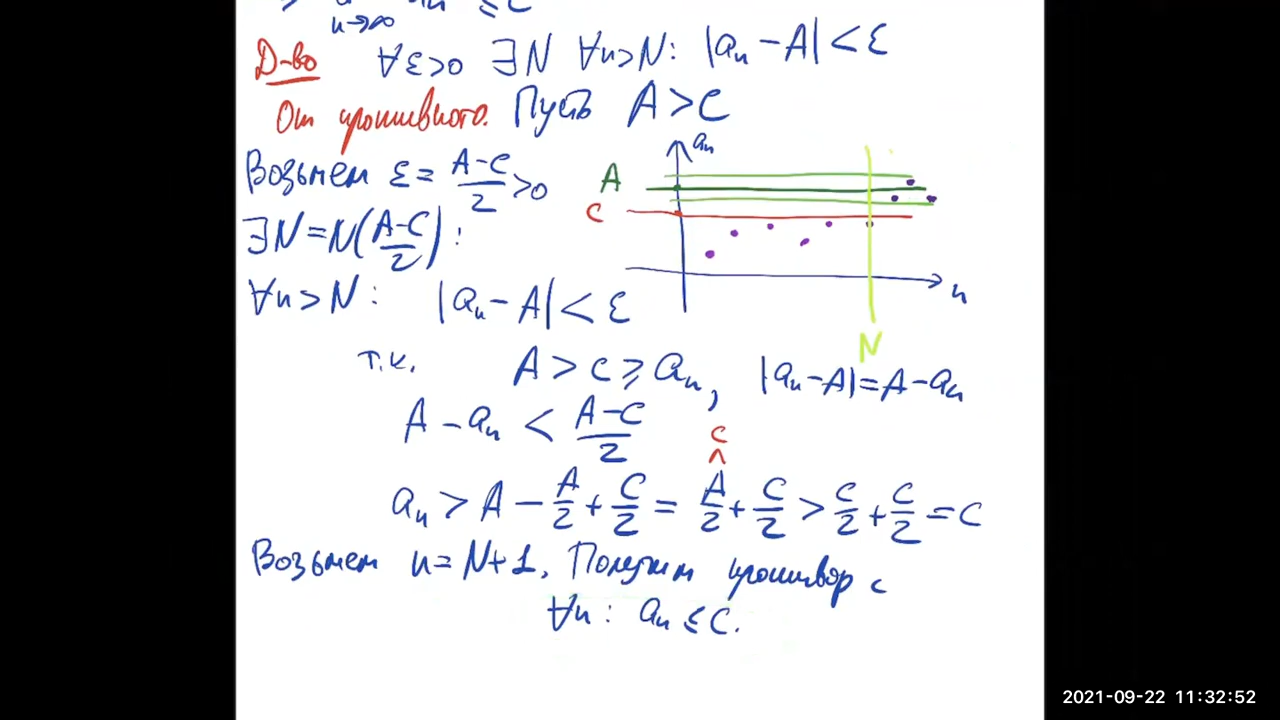 n→∞ ≤ C
Д-во ∀ε>0 ∃N ∀n>N: |aₙ - A| < ε
От противного. Пусть A > C
Возьмем ε = (A-C)/2 > 0
∃N = N((A-C)/2):
∀n > N: |aₙ - A| < ε
aₙ
A
C
n
N
т.к. A > c ≥ aₙ, |aₙ - A| = A - aₙ
A - aₙ < (A-C)/2
C
^
aₙ > A - A/2 + C/2 = A/2 + C/2 > C/2 + C/2 = C
Возьмем n = N+1. Получим противор с
∀n: aₙ ≤ C.
2021-09-22 11:32:52